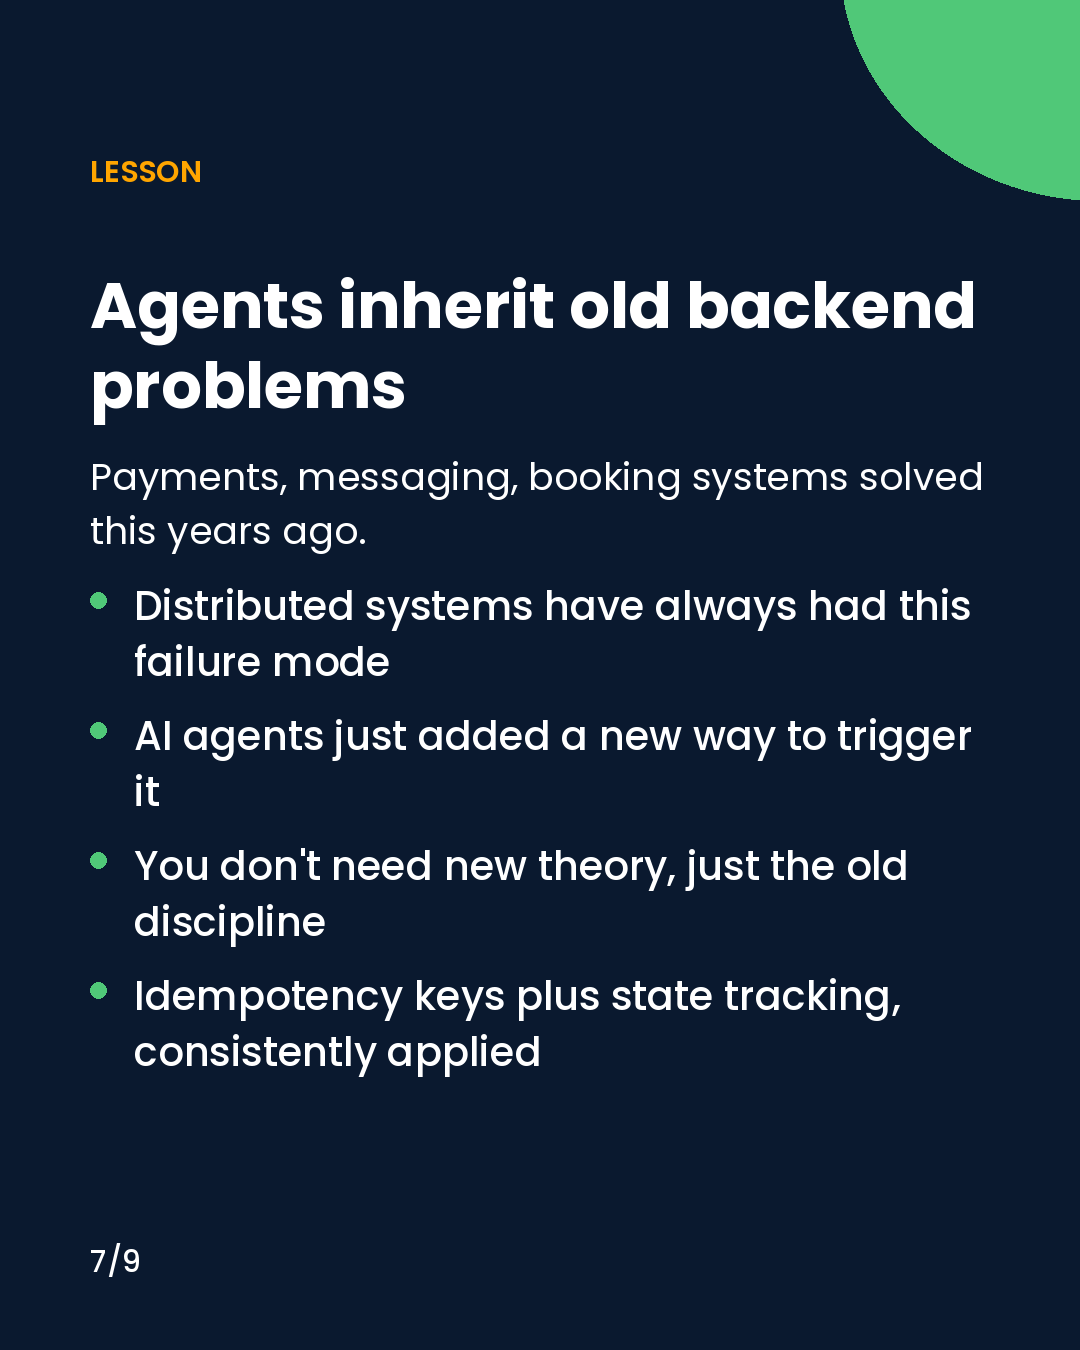 LESSON
Agents inherit old backend
problems
Payments, messaging, booking systems solved
this years ago.
Distributed systems have always had this
failure mode
AI agents just added a new way to trigger
it
You don't need new theory, just the old
discipline
Idempotency keys plus state tracking,
consistently applied
7/9